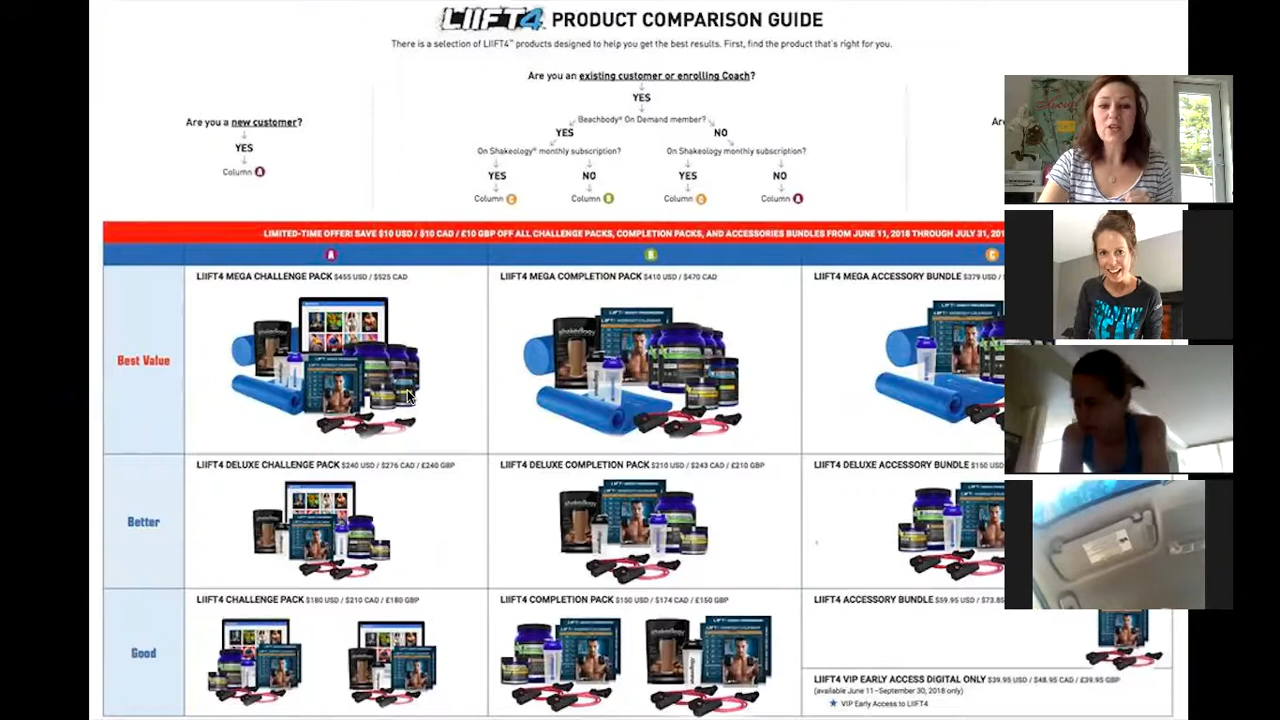 LIIFT4 PRODUCT COMPARISON GUIDE
There is a selection of LIIFT4™ products designed to help you get the best results. First, find the product that's right for you.
Are you a new customer?
YES
Column A
Are you an existing customer or enrolling Coach?
YES
Beachbody® On Demand member?
YES NO
On Shakeology® monthly subscription? On Shakeology monthly subscription?
YES NO YES NO
Column C Column B Column C Column A
LIMITED-TIME OFFER! SAVE $10 USD / $10 CAD / £10 GBP OFF ALL CHALLENGE PACKS, COMPLETION PACKS, AND ACCESSORIES BUNDLES FROM JUNE 11, 2018 THROUGH JULY 31, 201
A B C
Best Value
LIIFT4 MEGA CHALLENGE PACK $455 USD / $525 CAD
LIIFT4 MEGA COMPLETION PACK $410 USD / $470 CAD
LIIFT4 MEGA ACCESSORY BUNDLE $379 USD /
Better
LIIFT4 DELUXE CHALLENGE PACK $240 USD / $276 CAD / £240 GBP
LIIFT4 DELUXE COMPLETION PACK $210 USD / $243 CAD / £210 GBP
LIIFT4 DELUXE ACCESSORY BUNDLE $150 USD
Good
LIIFT4 CHALLENGE PACK $180 USD / $210 CAD / £180 GBP
LIIFT4 COMPLETION PACK $150 USD / $174 CAD / £150 GBP
LIIFT4 ACCESSORY BUNDLE $59.95 USD / $73.95
LIIFT4 VIP EARLY ACCESS DIGITAL ONLY $39.95 USD / $48.95 CAD / £39.95 GBP
(available June 11–September 30, 2018 only)
★ VIP Early Access to LIIFT4